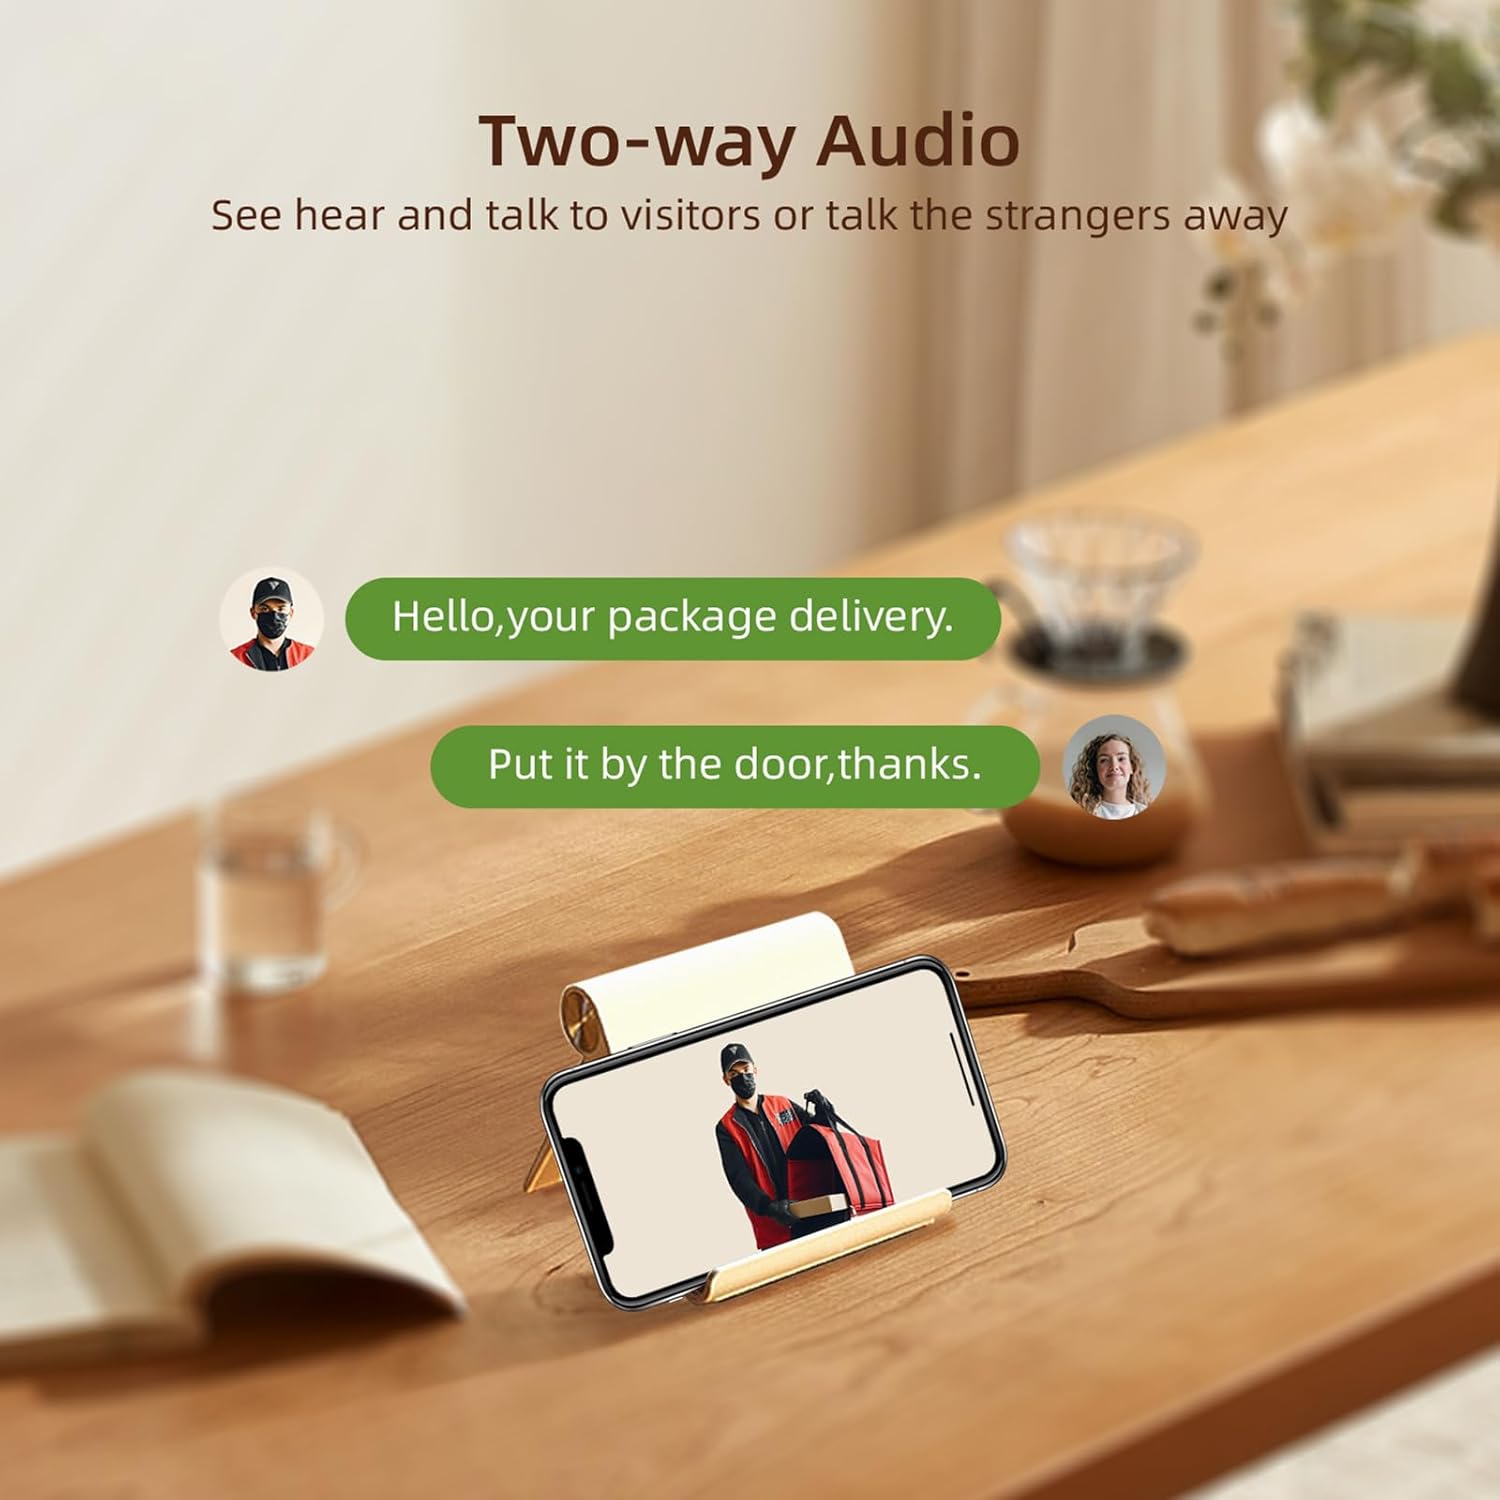 Two-way Audio
See hear and talk to visitors or talk the strangers away
Hello,your package delivery.
Put it by the door,thanks.